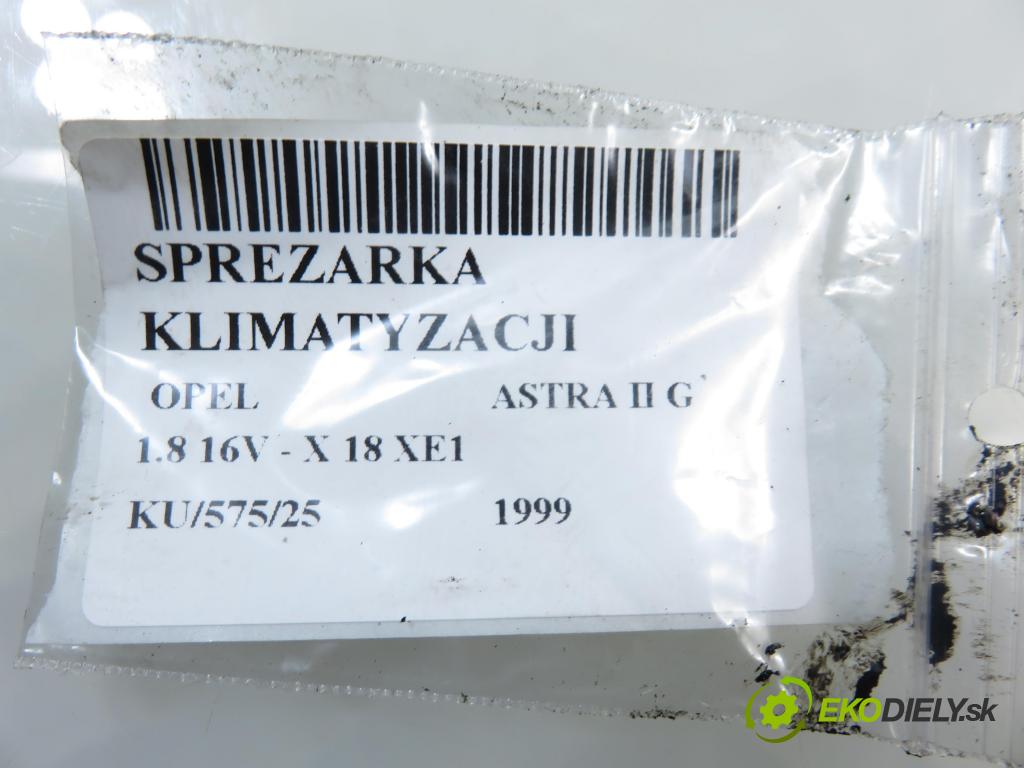 SPREZARKA
KLIMATYZACJI
OPEL ASTRA II G
1.8 16V - X 18 XE1
KU/575/25 1999
EKODIELY.sk